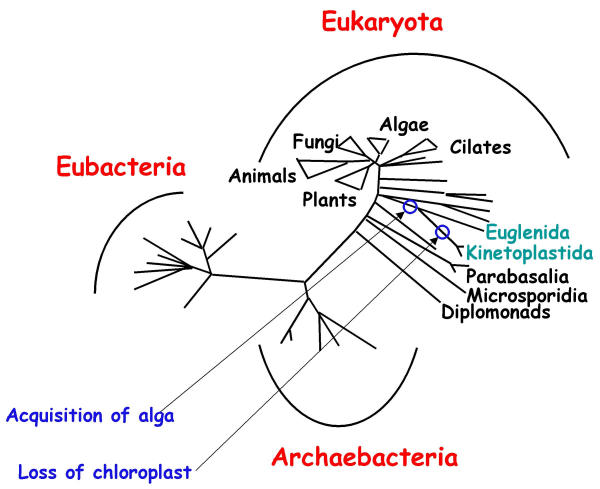 Eukaryota
Algae
Fungi
Cilates
Eubacteria
Animals
Plants
Euglenida
Kinetoplastida
Parabasalia
Microsporidia
Diplomonads
Acquisition of alga
Archaebacteria
Loss of chloroplast